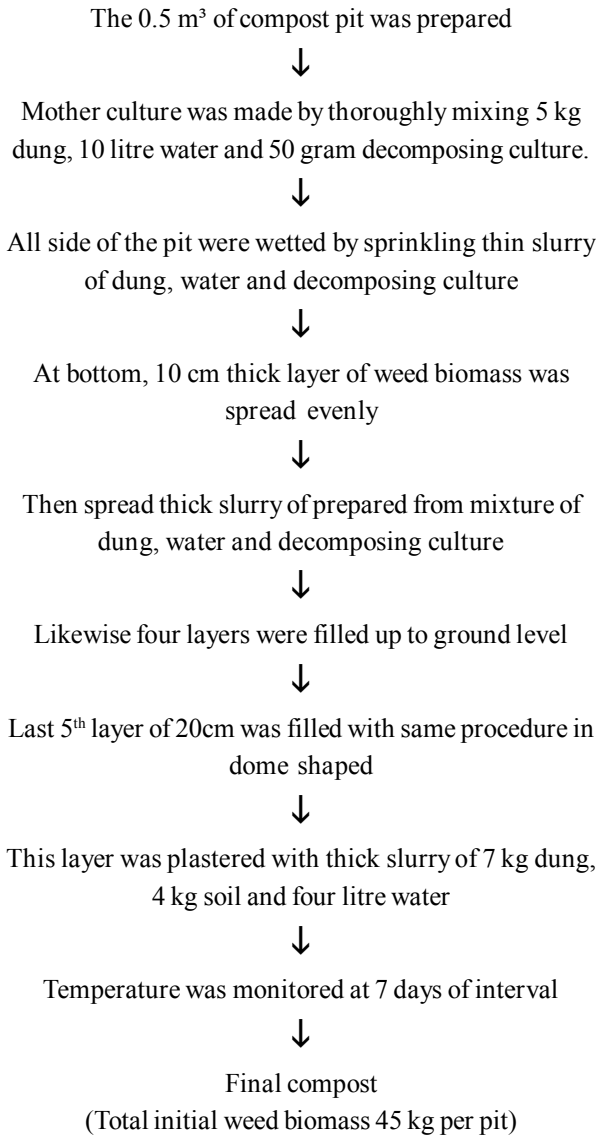 The 0.5 m³ of compost pit was prepared
↓
Mother culture was made by thoroughly mixing 5 kg
dung, 10 litre water and 50 gram decomposing culture.
↓
All side of the pit were wetted by sprinkling thin slurry
of dung, water and decomposing culture
↓
At bottom, 10 cm thick layer of weed biomass was
spread evenly
↓
Then spread thick slurry of prepared from mixture of
dung, water and decomposing culture
↓
Likewise four layers were filled up to ground level
↓
Last 5th layer of 20cm was filled with same procedure in
dome shaped
↓
This layer was plastered with thick slurry of 7 kg dung,
4 kg soil and four litre water
↓
Temperature was monitored at 7 days of interval
↓
Final compost
(Total initial weed biomass 45 kg per pit)